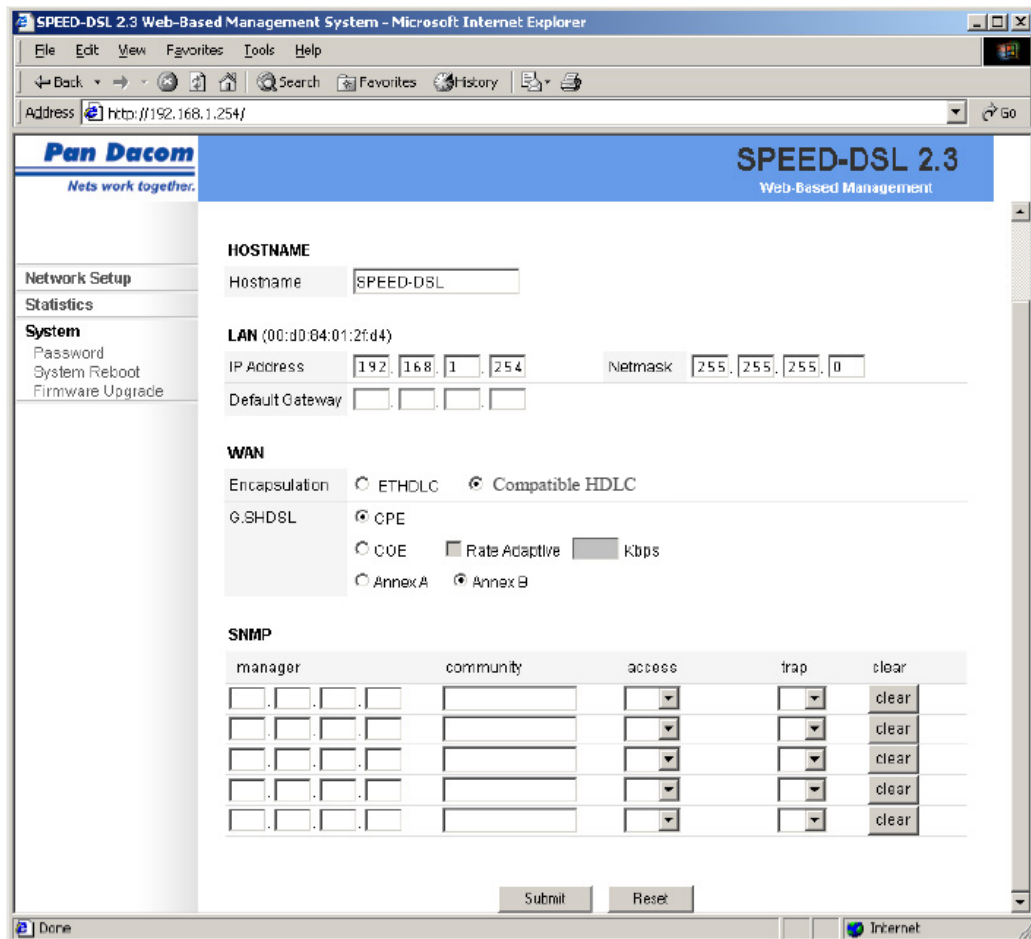 SPEED-DSL 2.3 Web-Based Management System - Microsoft Internet Explorer
File Edit View Favorites Tools Help
Back Search Favorites History
Address http://192.168.1.254/ Go
Pan Dacom
Nets work together.
SPEED-DSL 2.3
Web-Based Management
Network Setup
Statistics
System
Password
System Reboot
Firmware Upgrade
HOSTNAME
Hostname SPEED-DSL
LAN (00:d0:84:01:2f:d4)
IP Address 192. 168. 1 . 254 Netmask 255. 255. 255. 0
Default Gateway . . .
WAN
Encapsulation ETHDLC Compatible HDLC
G.SHDSL CPE
COE Rate Adaptive Kbps
Annex A Annex B
SNMP
manager community access trap clear
. . . clear
. . . clear
. . . clear
. . . clear
. . . clear
Submit Reset
Done Internet